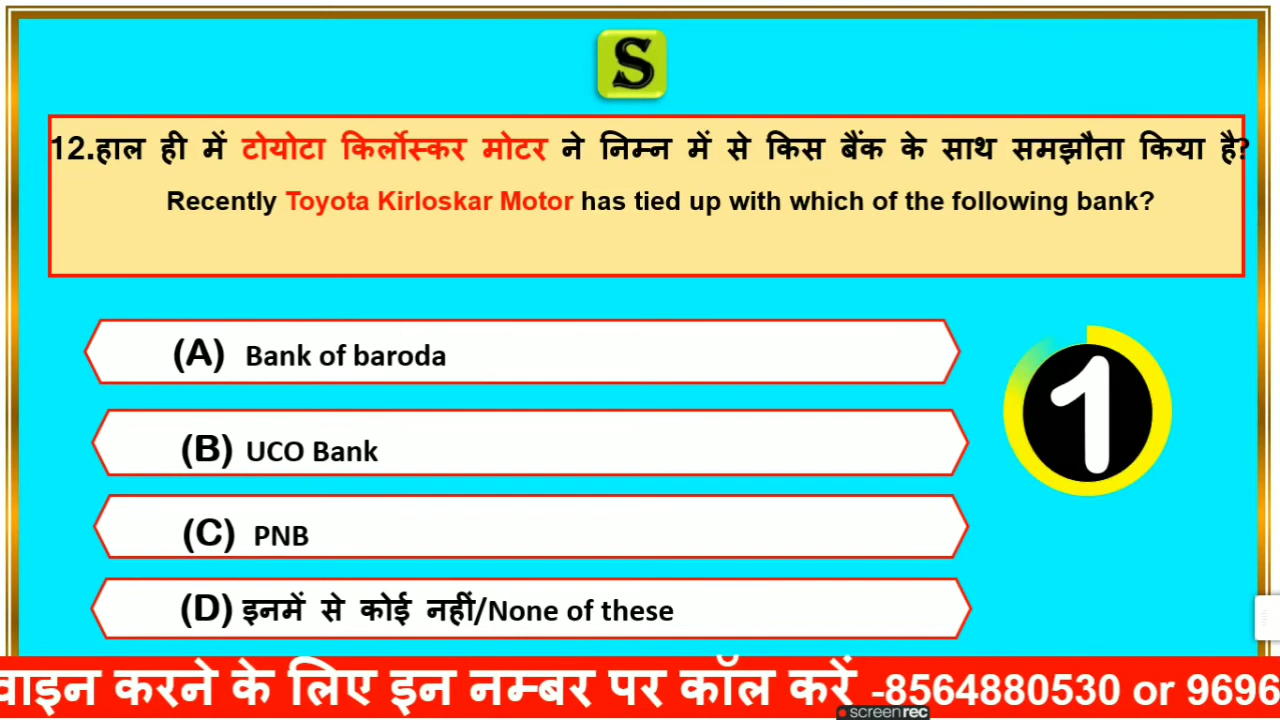 S
12.हाल ही में टोयोटा किर्लोस्कर मोटर ने निम्न में से किस बैंक के साथ समझौता किया है?
Recently Toyota Kirloskar Motor has tied up with which of the following bank?
(A) Bank of baroda
1
(B) UCO Bank
(C) PNB
(D) इनमें से कोई नहीं/None of these
वाइन करने के लिए इन नम्बर पर कॉल करें -8564880530 or 9696
screenrec